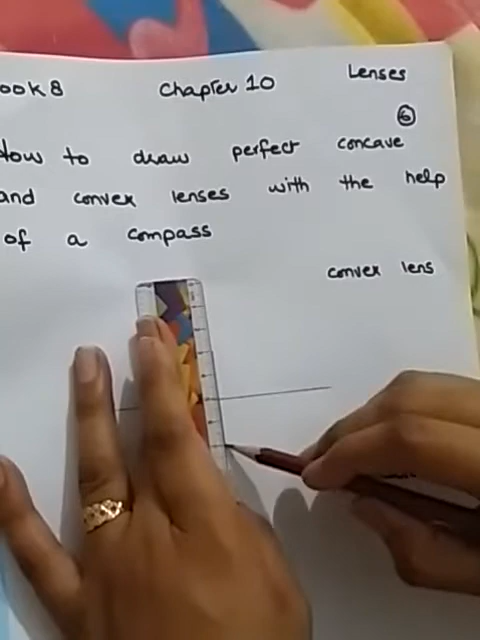 ook 8 Chapter 10 Lenses
6
How to draw perfect concave
and convex lenses with the help
of a compass
convex lens